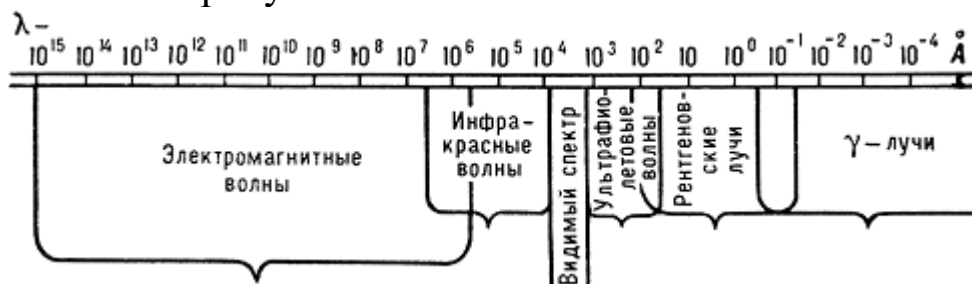 λ–
10¹⁵ 10¹⁴ 10¹³ 10¹² 10¹¹ 10¹⁰ 10⁹ 10⁸ 10⁷ 10⁶ 10⁵ 10⁴ 10³ 10² 10¹ 10⁰ 10⁻¹ 10⁻² 10⁻³ 10⁻⁴ Å
Электромагнитные
волны
Инфра-
красные
волны
Видимый спектр
Ультрафио-
летовые
волны
Рентгенов-
ские
лучи
γ–лучи